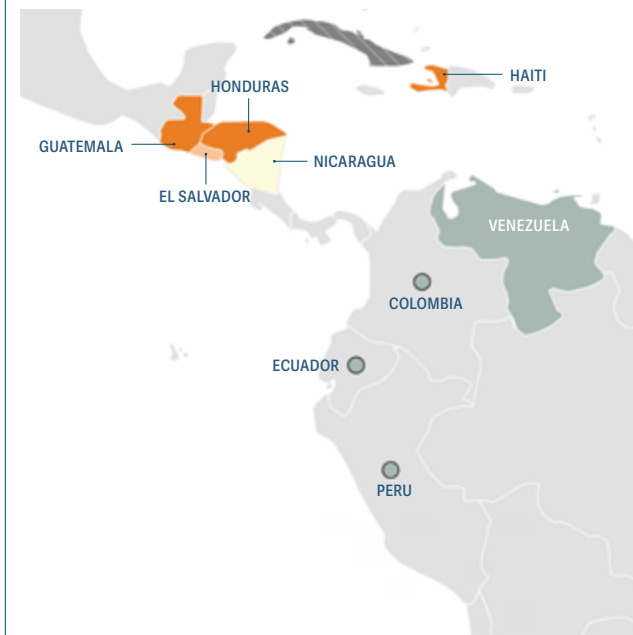 HAITI
HONDURAS
GUATEMALA
NICARAGUA
EL SALVADOR
VENEZUELA
COLOMBIA
ECUADOR
PERU